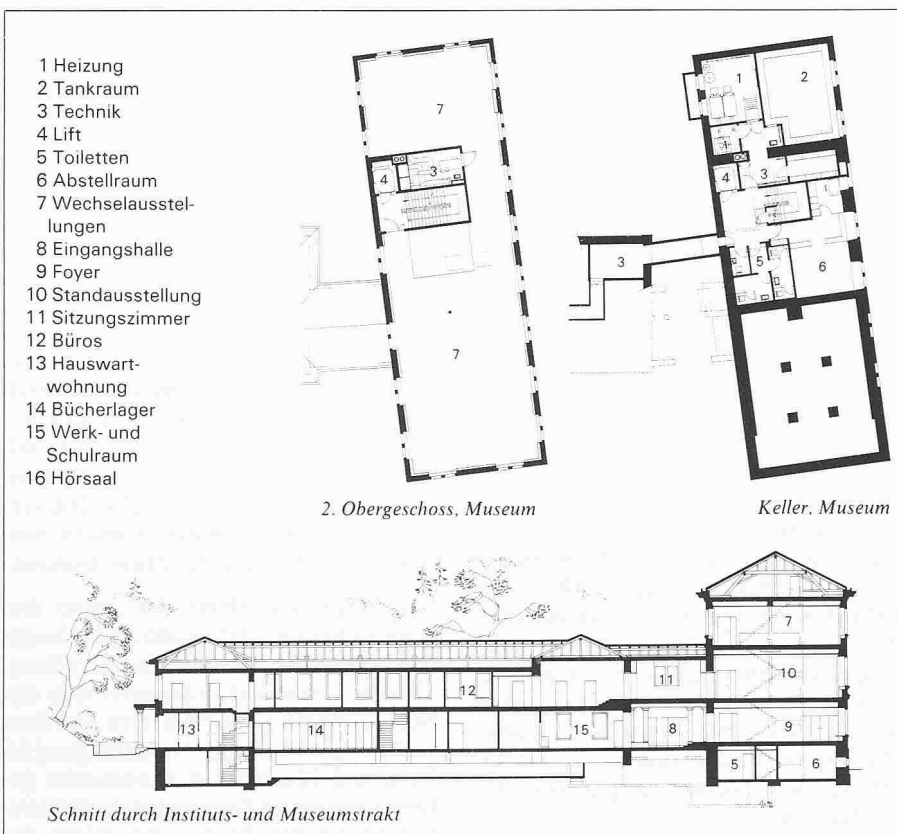 1 Heizung
2 Tankraum
3 Technik
4 Lift
5 Toiletten
6 Abstellraum
7 Wechselausstel-
lungen
8 Eingangshalle
9 Foyer
10 Standausstellung
11 Sitzungszimmer
12 Büros
13 Hauswart-
wohnung
14 Bücherlager
15 Werk- und
Schulraum
16 Hörsaal
7
4 3
7
2. Obergeschoss, Museum
1 2
1
4 3
3
5 6
Keller, Museum
7
12 11 10
13 14 15 8 9
5 6
Schnitt durch Instituts- und Museumstrakt